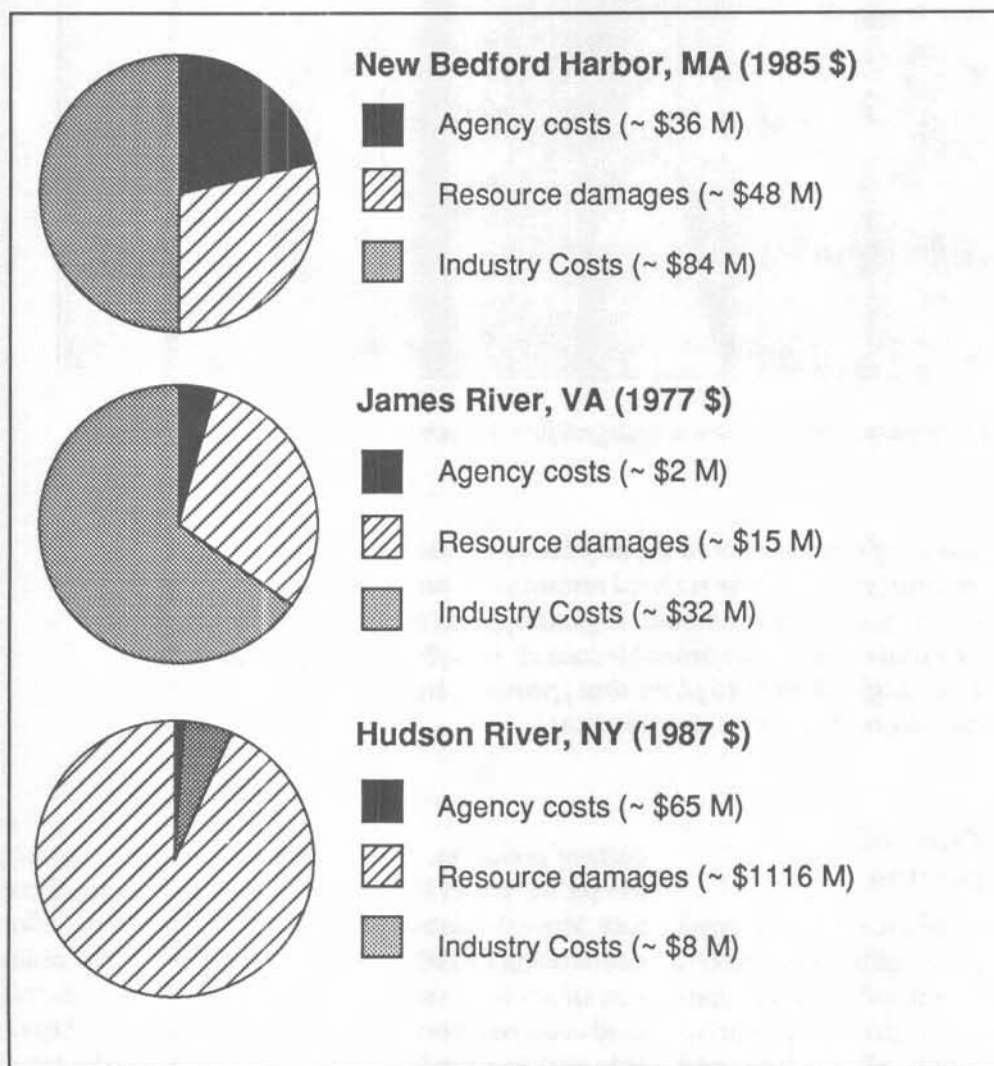 New Bedford Harbor, MA (1985 $)
Agency costs (~ $36 M)
Resource damages (~ $48 M)
Industry Costs (~ $84 M)
James River, VA (1977 $)
Agency costs (~ $2 M)
Resource damages (~ $15 M)
Industry Costs (~ $32 M)
Hudson River, NY (1987 $)
Agency costs (~ $65 M)
Resource damages (~ $1116 M)
Industry Costs (~ $8 M)